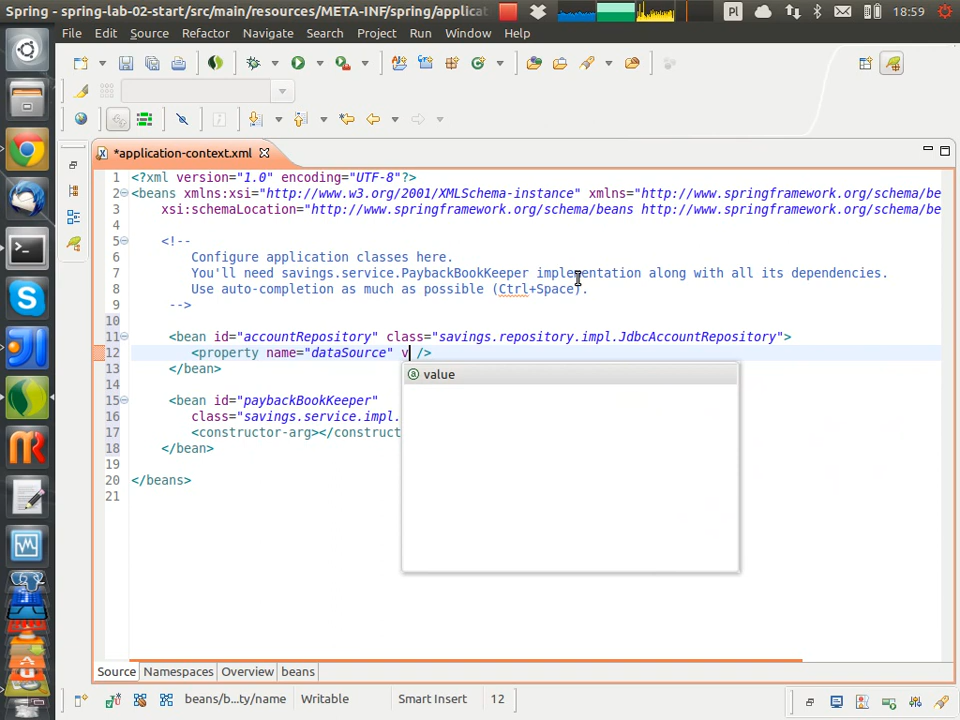 Spring - spring-lab-02-start/src/main/resources/META-INF/spring/applicat
Pl
18:59
File Edit Source Refactor Navigate Search Project Run Window Help
*application-context.xml
1 <?xml version="1.0" encoding="UTF-8"?>
2 <beans xmlns:xsi="http://www.w3.org/2001/XMLSchema-instance" xmlns="http://www.springframework.org/schema/be
3 xsi:schemaLocation="http://www.springframework.org/schema/beans http://www.springframework.org/schema/be
4
5 <!--
6 Configure application classes here.
7 You'll need savings.service.PaybackBookKeeper implementation along with all its dependencies.
8 Use auto-completion as much as possible (Ctrl+Space).
9 -->
10
11 <bean id="accountRepository" class="savings.repository.impl.JdbcAccountRepository">
12 <property name="dataSource" v />
13 </bean>
14
15 <bean id="paybackBookKeeper"
16 class="savings.service.impl.
17 <constructor-arg></construct
18 </bean>
19
20 </beans>
21
value
Source Namespaces Overview beans
beans/b...ty/name Writable Smart Insert 12